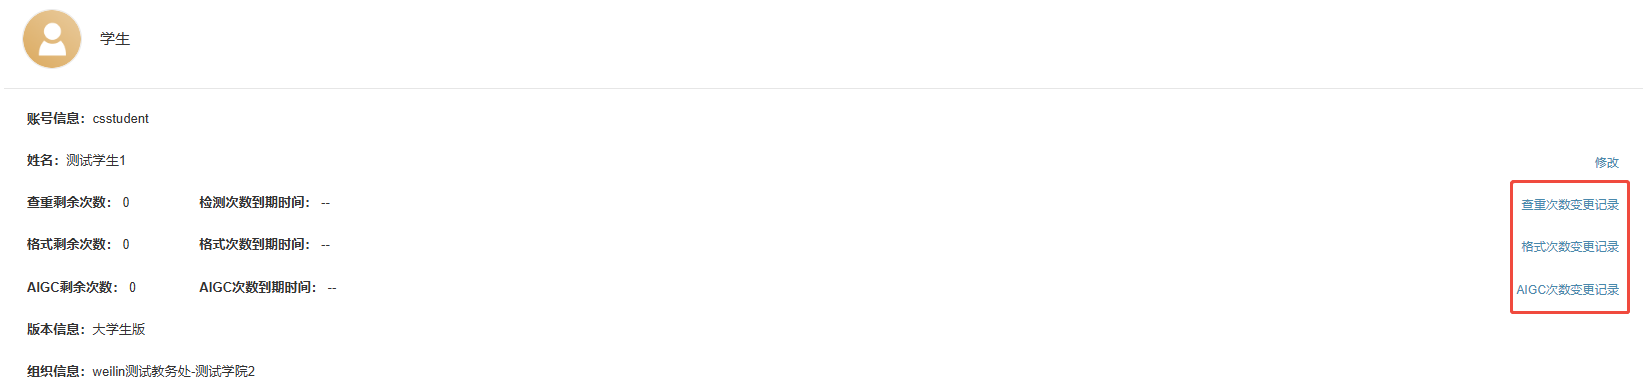 学生
账号信息：csstudent
姓名：测试学生1 修改
查重剩余次数： 0 检测次数到期时间： -- 查重次数变更记录
格式剩余次数： 0 格式次数到期时间： -- 格式次数变更记录
AIGC剩余次数： 0 AIGC次数到期时间： -- AIGC次数变更记录
版本信息：大学生版
组织信息：weilin测试教务处-测试学院2